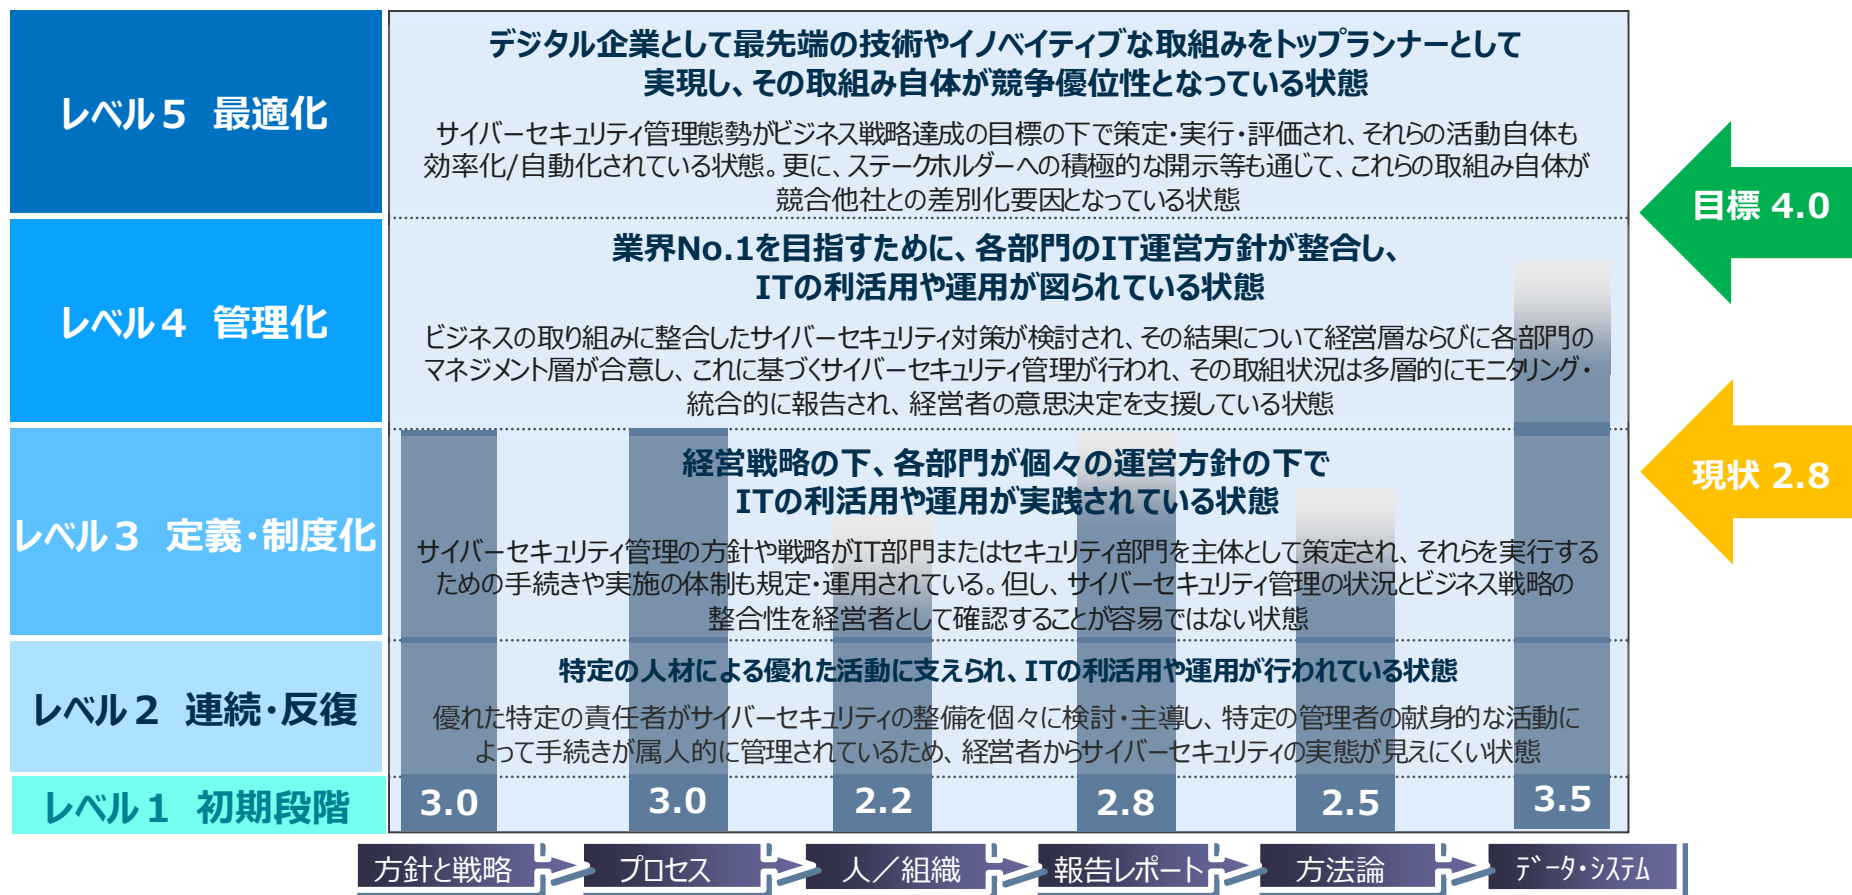 レベル５ 最適化
デジタル企業として最先端の技術やイノベイティブな取組みをトップランナーとして
実現し、その取組み自体が競争優位性となっている状態
サイバーセキュリティ管理態勢がビジネス戦略達成の目標の下で策定・実行・評価され、それらの活動自体も
効率化/自動化されている状態。更に、ステークホルダーへの積極的な開示等も通じて、これらの取組み自体が
競合他社との差別化要因となっている状態
目標 4.0
レベル４ 管理化
業界No.1を目指すために、各部門のIT運営方針が整合し、
ITの利活用や運用が図られている状態
ビジネスの取り組みに整合したサイバーセキュリティ対策が検討され、その結果について経営層ならびに各部門の
マネジメント層が合意し、これに基づくサイバーセキュリティ管理が行われ、その取組状況は多層的にモニタリング・
統合的に報告され、経営者の意思決定を支援している状態
現状 2.8
レベル３ 定義・制度化
経営戦略の下、各部門が個々の運営方針の下で
ITの利活用や運用が実践されている状態
サイバーセキュリティ管理の方針や戦略がIT部門またはセキュリティ部門を主体として策定され、それらを実行する
ための手続きや実施の体制も規定・運用されている。但し、サイバーセキュリティ管理の状況とビジネス戦略の
整合性を経営者として確認することが容易ではない状態
レベル２ 連続・反復
特定の人材による優れた活動に支えられ、ITの利活用や運用が行われている状態
優れた特定の責任者がサイバーセキュリティの整備を個々に検討・主導し、特定の管理者の献身的な活動に
よって手続きが属人的に管理されているため、経営者からサイバーセキュリティの実態が見えにくい状態
レベル１ 初期段階
3.0 3.0 2.2 2.8 2.5 3.5
方針と戦略 プロセス 人／組織 報告レポート 方法論 ﾃﾞｰﾀ・ｼｽﾃﾑ